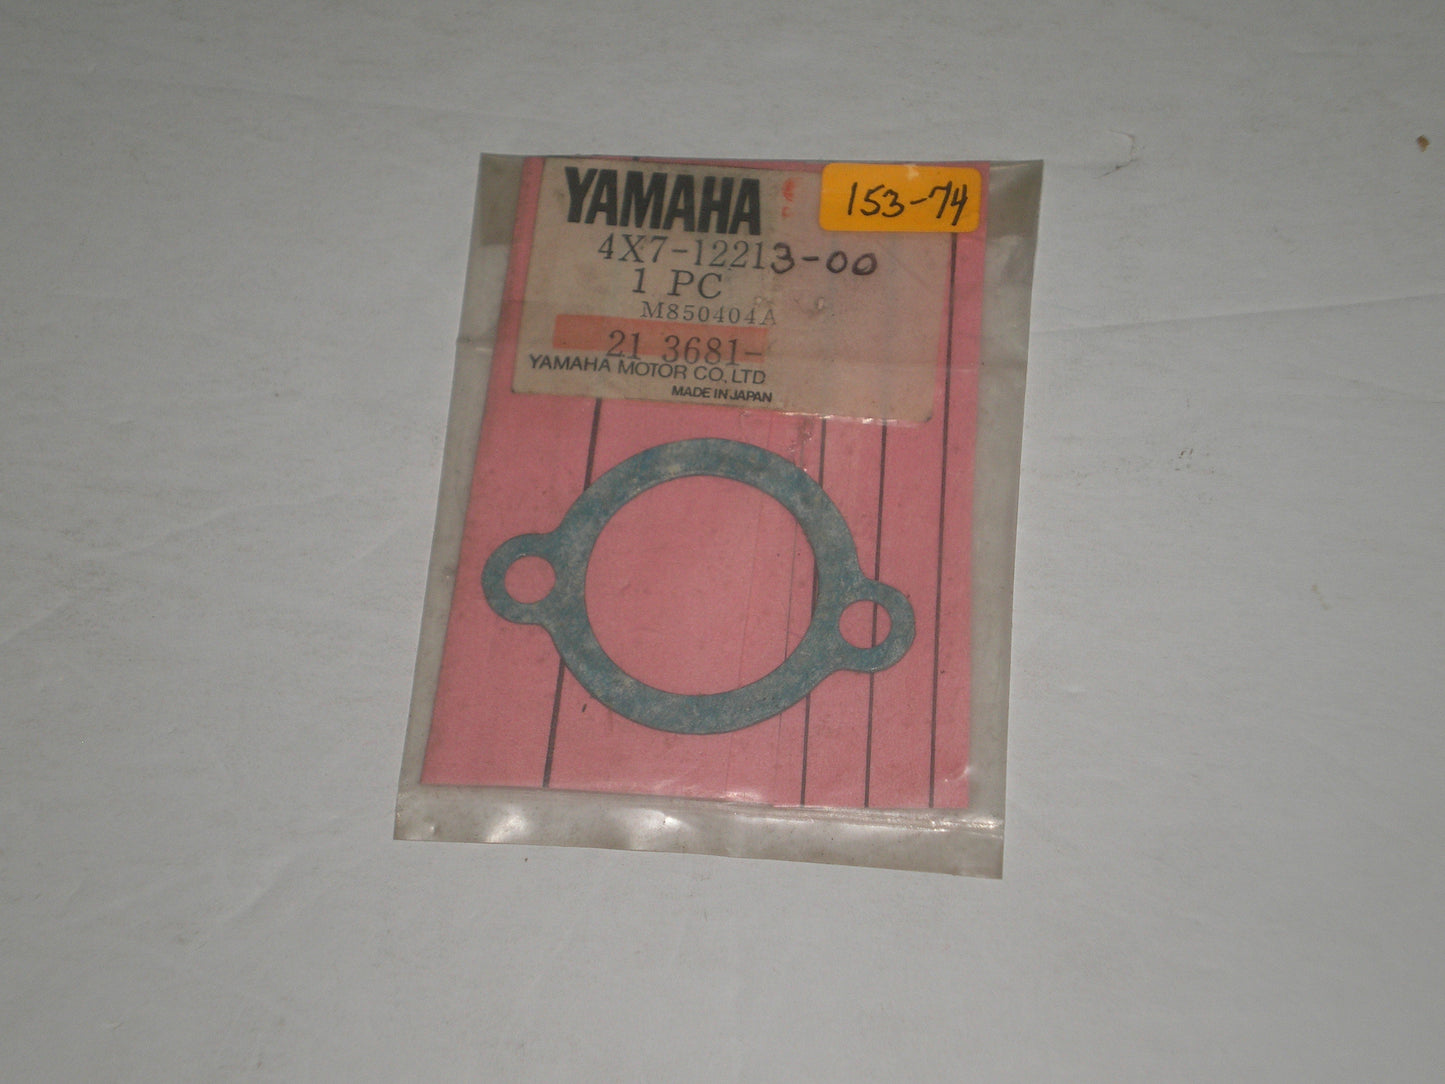 YAMAHA
153-74
4X7-12213-00
1 PC
M850404A
21 3681-
YAMAHA MOTOR CO., LTD
MADE IN JAPAN